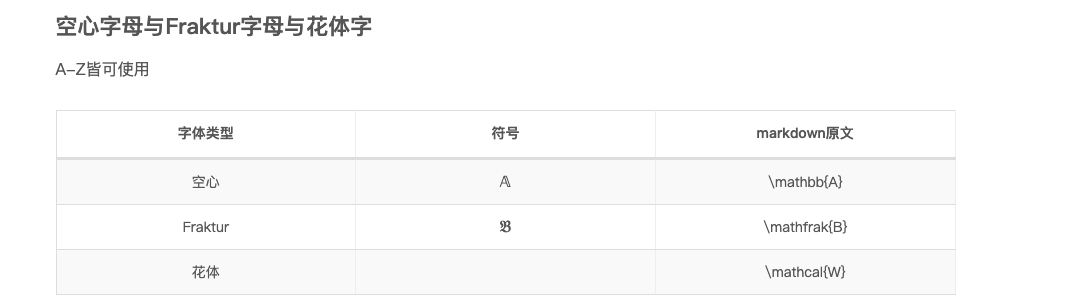 空心字母与Fraktur字母与花体字
A–Z皆可使用
字体类型 符号 markdown原文
空心 𝔸 \mathbb{A}
Fraktur 𝕭 \mathfrak{B}
花体 \mathcal{W}